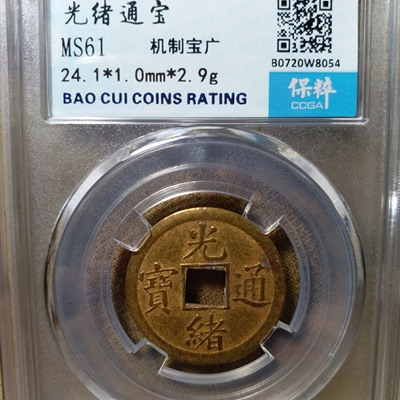 光绪通宝
MS61 机制宝广
24.1*1.0mm*2.9g
B0720W8054
BAO CUI COINS RATING
保粹
CCGA
光
寶 通
緒